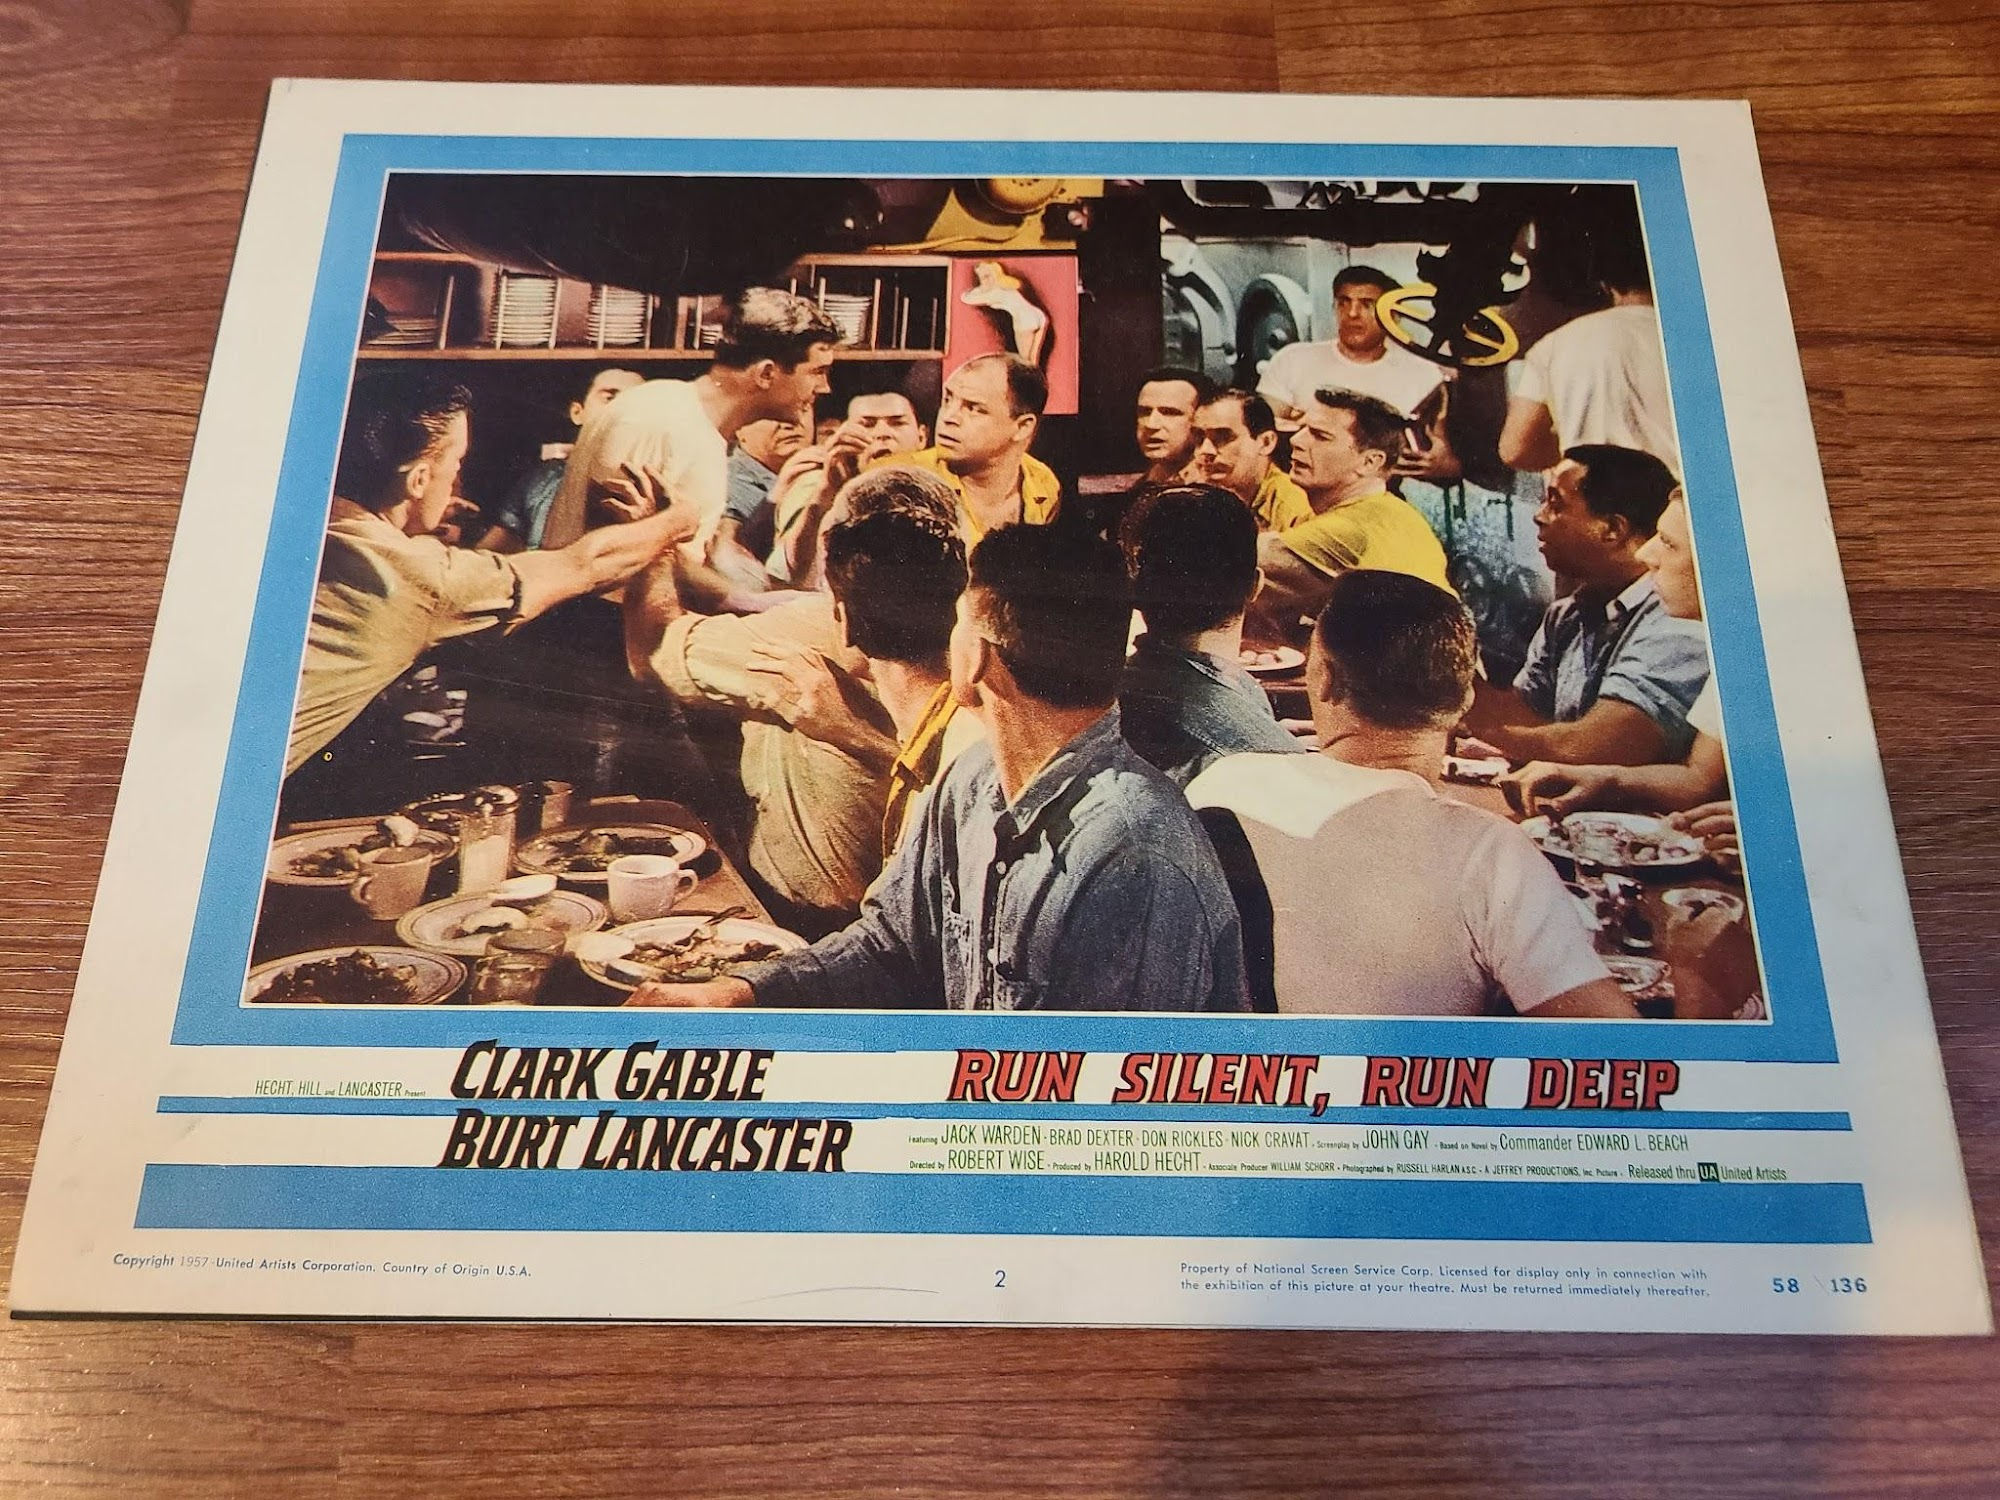 HECHT, HILL and LANCASTER Present
CLARK GABLE
BURT LANCASTER
RUN SILENT, RUN DEEP
Featuring JACK WARDEN · BRAD DEXTER · DON RICKLES · NICK CRAVAT · Screenplay by JOHN GAY · Based on Novel by Commander EDWARD L. BEACH
Directed by ROBERT WISE · Produced by HAROLD HECHT · Associate Producer WILLIAM SCHORR · Photographed by RUSSELL HARLAN A.S.C. · A JEFFREY PRODUCTIONS, Inc. Picture · Released thru UA United Artists
Copyright 1957 United Artists Corporation. Country of Origin U.S.A.
2
Property of National Screen Service Corp. Licensed for display only in connection with
the exhibition of this picture at your theatre. Must be returned immediately thereafter.
58 136